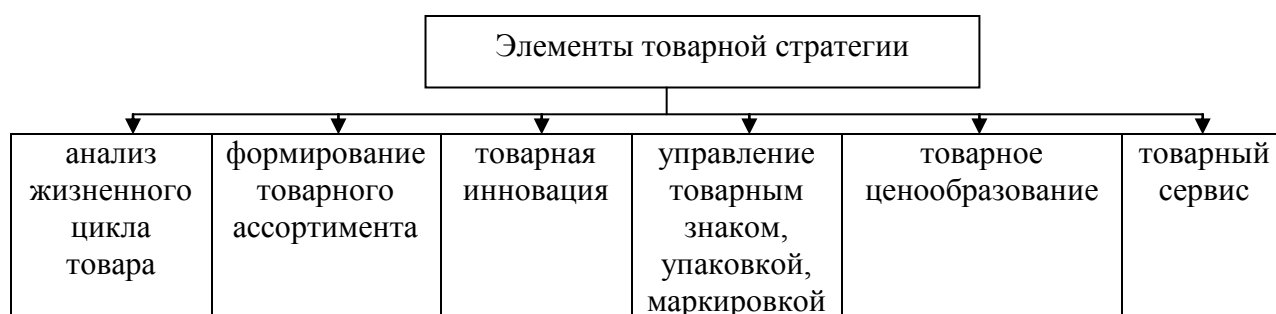 Элементы товарной стратегии
анализ
жизненного
цикла
товара
формирование
товарного
ассортимента
товарная
инновация
управление
товарным
знаком,
упаковкой,
маркировкой
товарное
ценообразование
товарный
сервис